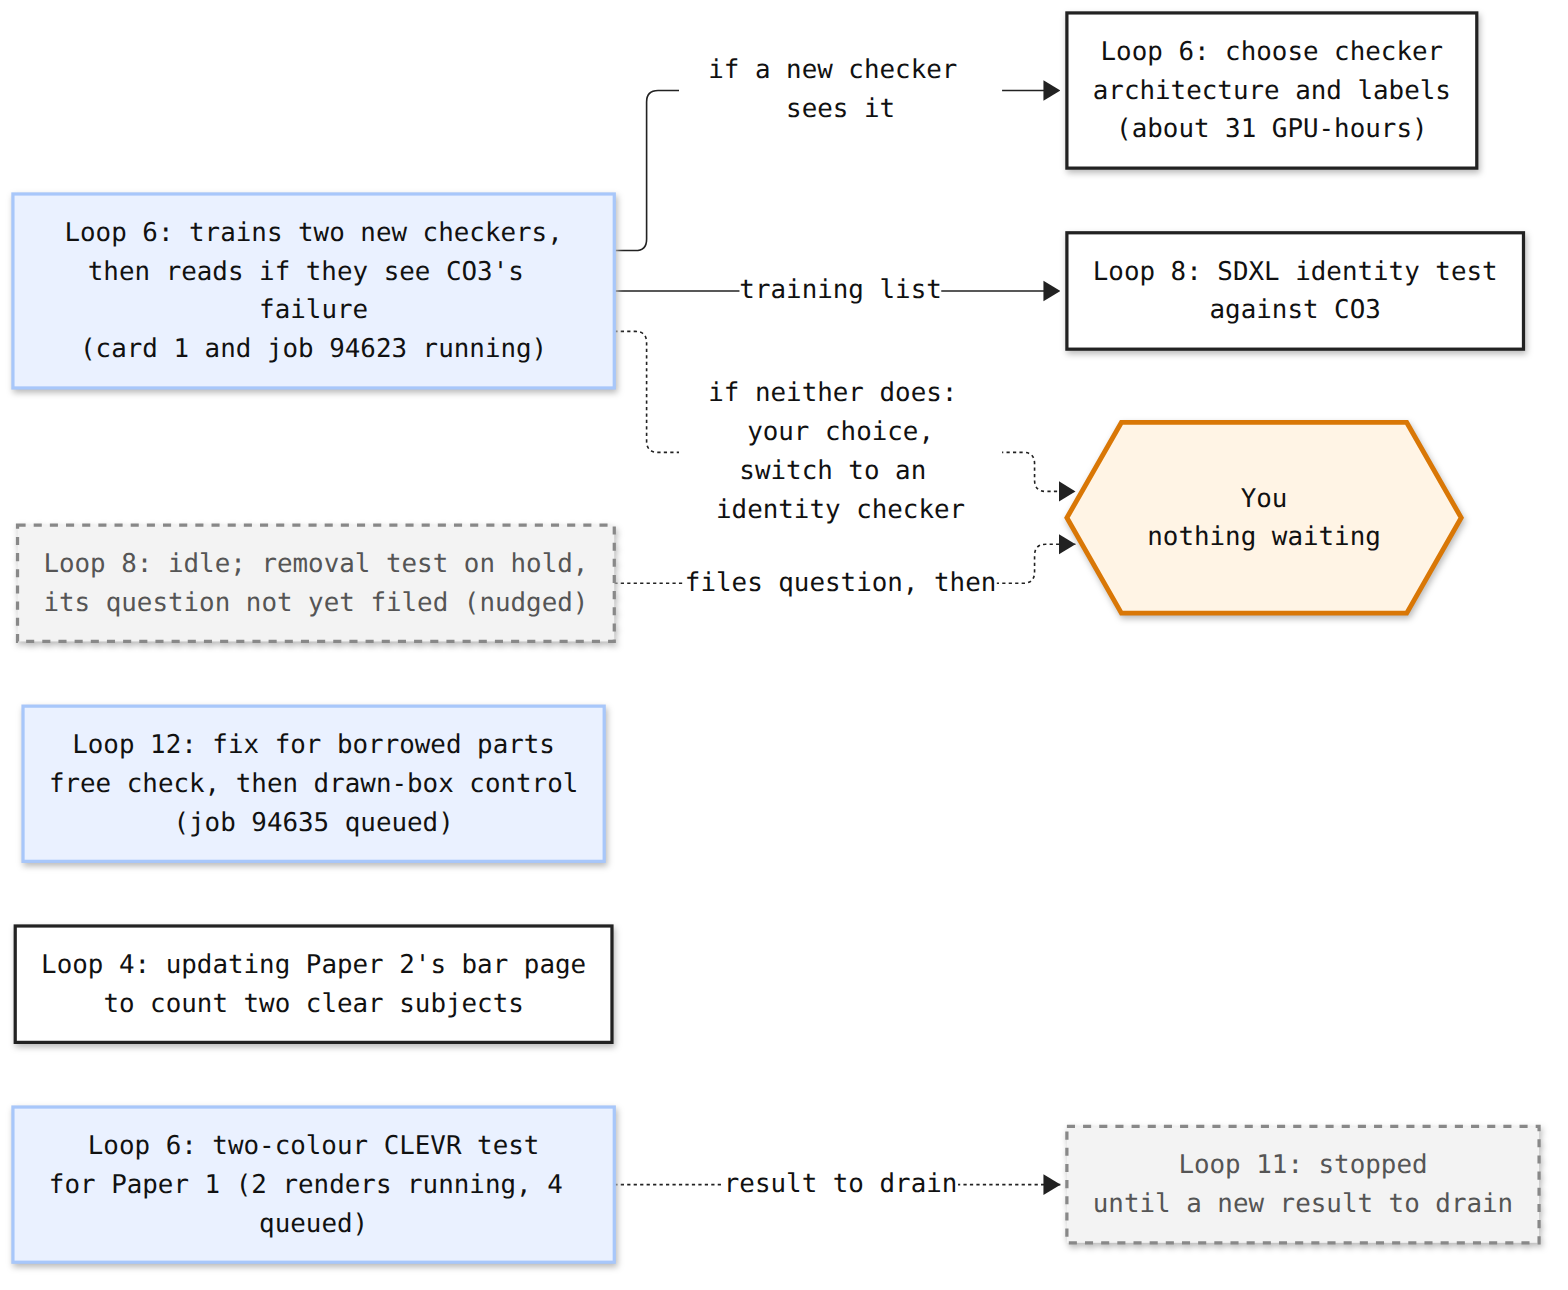 if a new checker
sees it
Loop 6: choose checker
architecture and labels
(about 31 GPU-hours)
Loop 6: trains two new checkers,
then reads if they see CO3's
failure
(card 1 and job 94623 running)
training list
Loop 8: SDXL identity test
against CO3
if neither does:
your choice,
switch to an
identity checker
You
nothing waiting
Loop 8: idle; removal test on hold,
its question not yet filed (nudged)
files question, then
Loop 12: fix for borrowed parts
free check, then drawn-box control
(job 94635 queued)
Loop 4: updating Paper 2's bar page
to count two clear subjects
Loop 6: two-colour CLEVR test
for Paper 1 (2 renders running, 4
queued)
result to drain
Loop 11: stopped
until a new result to drain